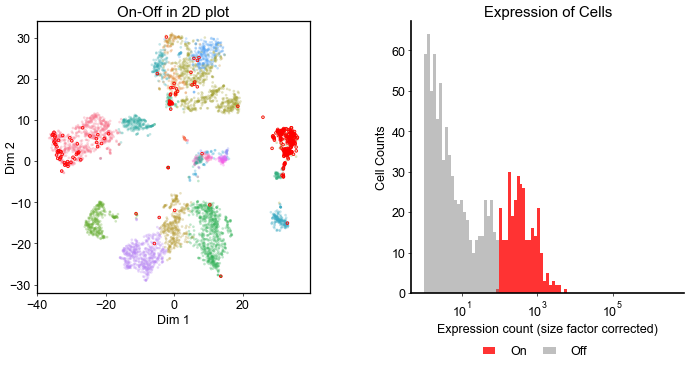 On-Off in 2D plot
30
20
10
0
−10
−20
−30
−40
−20
0
20
Dim 2
Dim 1
Expression of Cells
60
50
40
30
20
10
0
10^1
10^3
10^5
Cell Counts
Expression count (size factor corrected)
On
Off